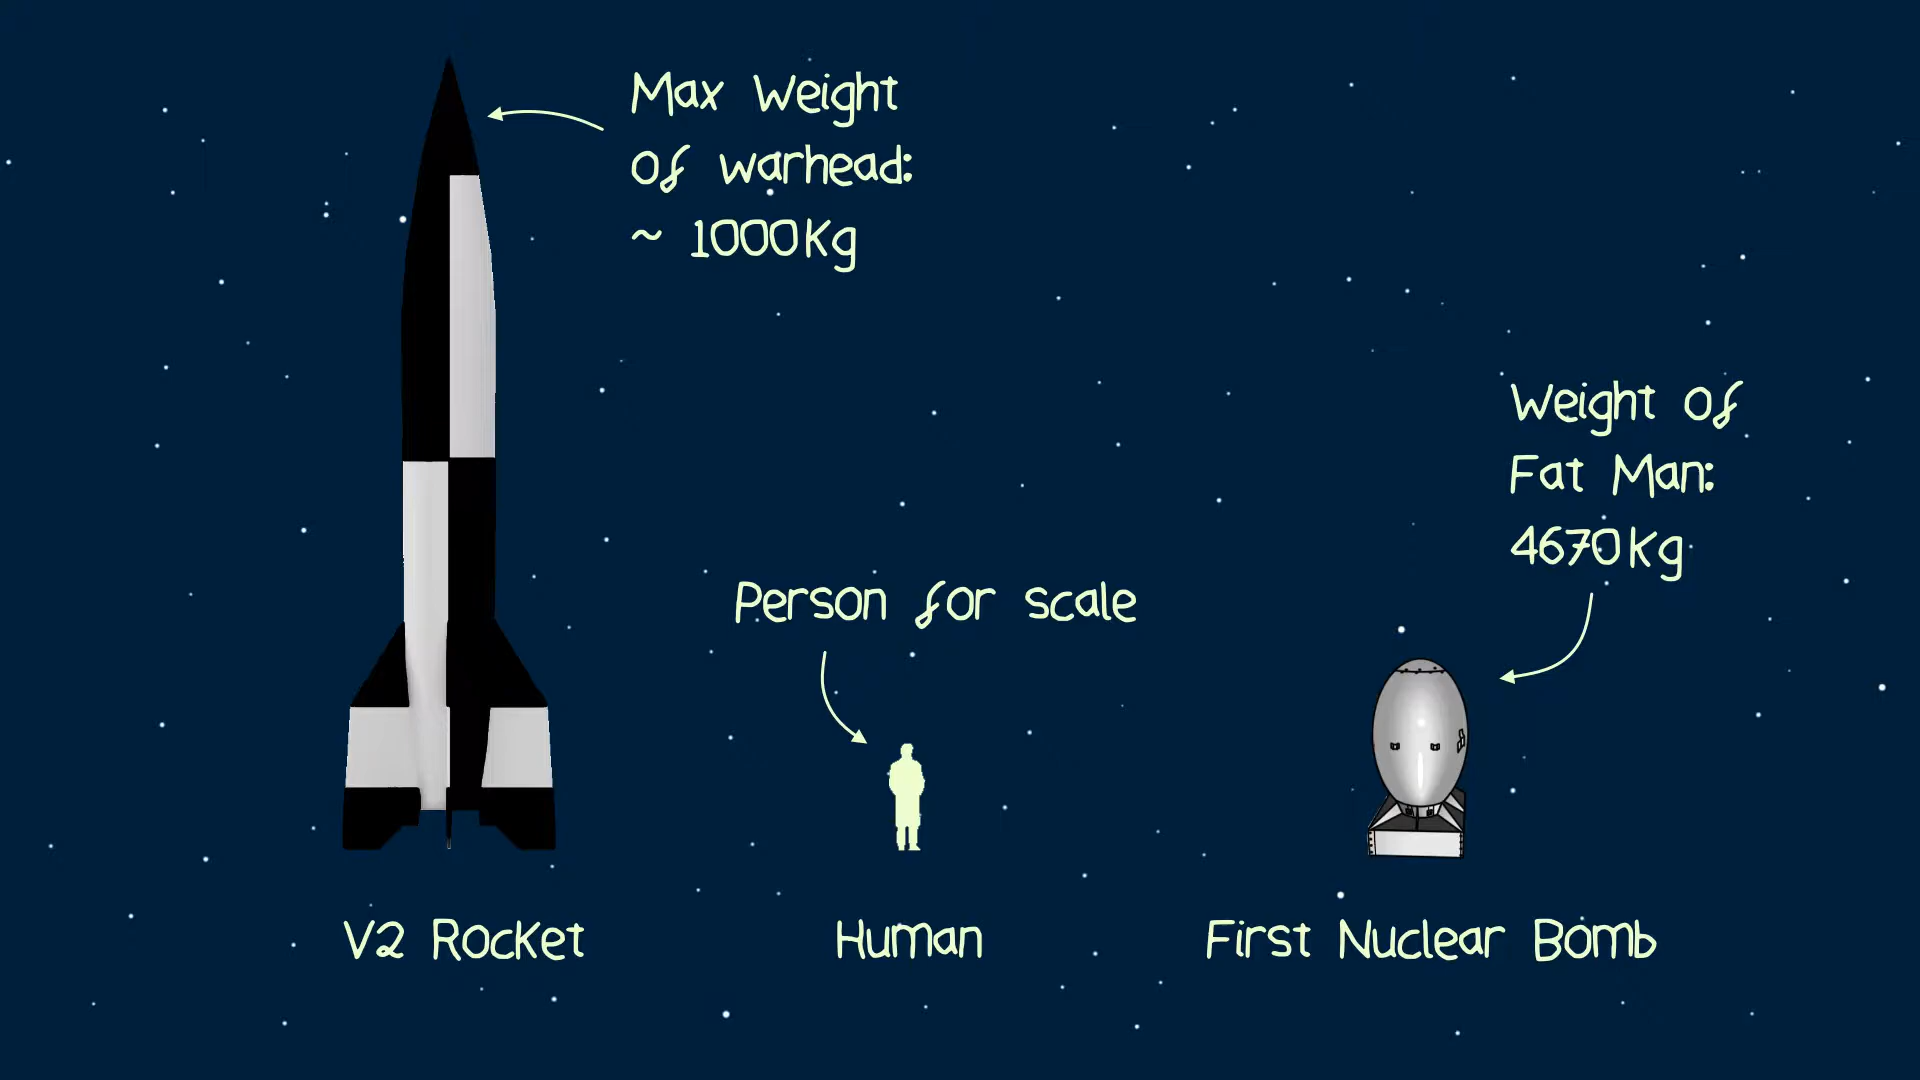 Max Weight
Of warhead:
~ 1000Kg
Weight Of
Fat Man:
4670Kg
Person for scale
V2 Rocket
Human
First Nuclear Bomb